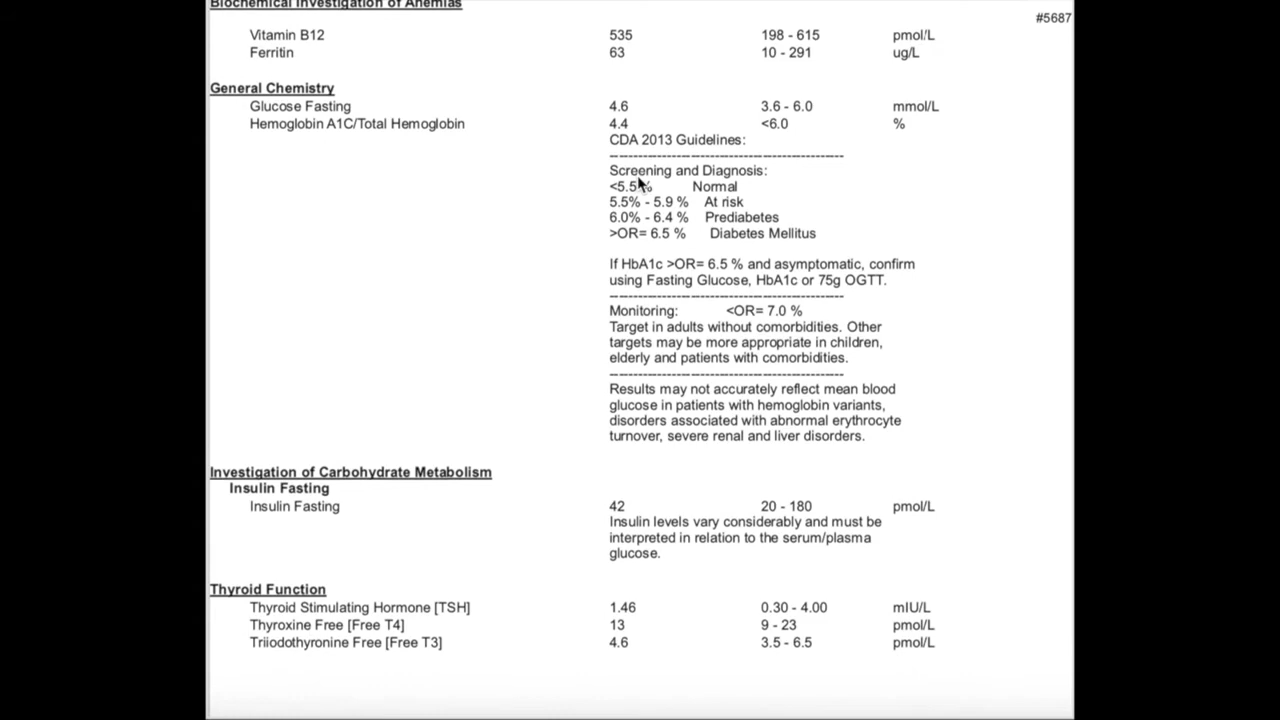 Biochemical Investigation of Anemias
#5687
Vitamin B12 535 198 - 615 pmol/L
Ferritin 63 10 - 291 ug/L
General Chemistry
Glucose Fasting 4.6 3.6 - 6.0 mmol/L
Hemoglobin A1C/Total Hemoglobin 4.4 <6.0 %
CDA 2013 Guidelines:
------------------------------------------------
Screening and Diagnosis:
<5.5% Normal
5.5% - 5.9 % At risk
6.0% - 6.4 % Prediabetes
>OR= 6.5 % Diabetes Mellitus
If HbA1c >OR= 6.5 % and asymptomatic, confirm
using Fasting Glucose, HbA1c or 75g OGTT.
------------------------------------------------
Monitoring: <OR= 7.0 %
Target in adults without comorbidities. Other
targets may be more appropriate in children,
elderly and patients with comorbidities.
------------------------------------------------
Results may not accurately reflect mean blood
glucose in patients with hemoglobin variants,
disorders associated with abnormal erythrocyte
turnover, severe renal and liver disorders.
Investigation of Carbohydrate Metabolism
Insulin Fasting
Insulin Fasting 42 20 - 180 pmol/L
Insulin levels vary considerably and must be
interpreted in relation to the serum/plasma
glucose.
Thyroid Function
Thyroid Stimulating Hormone [TSH] 1.46 0.30 - 4.00 mIU/L
Thyroxine Free [Free T4] 13 9 - 23 pmol/L
Triiodothyronine Free [Free T3] 4.6 3.5 - 6.5 pmol/L